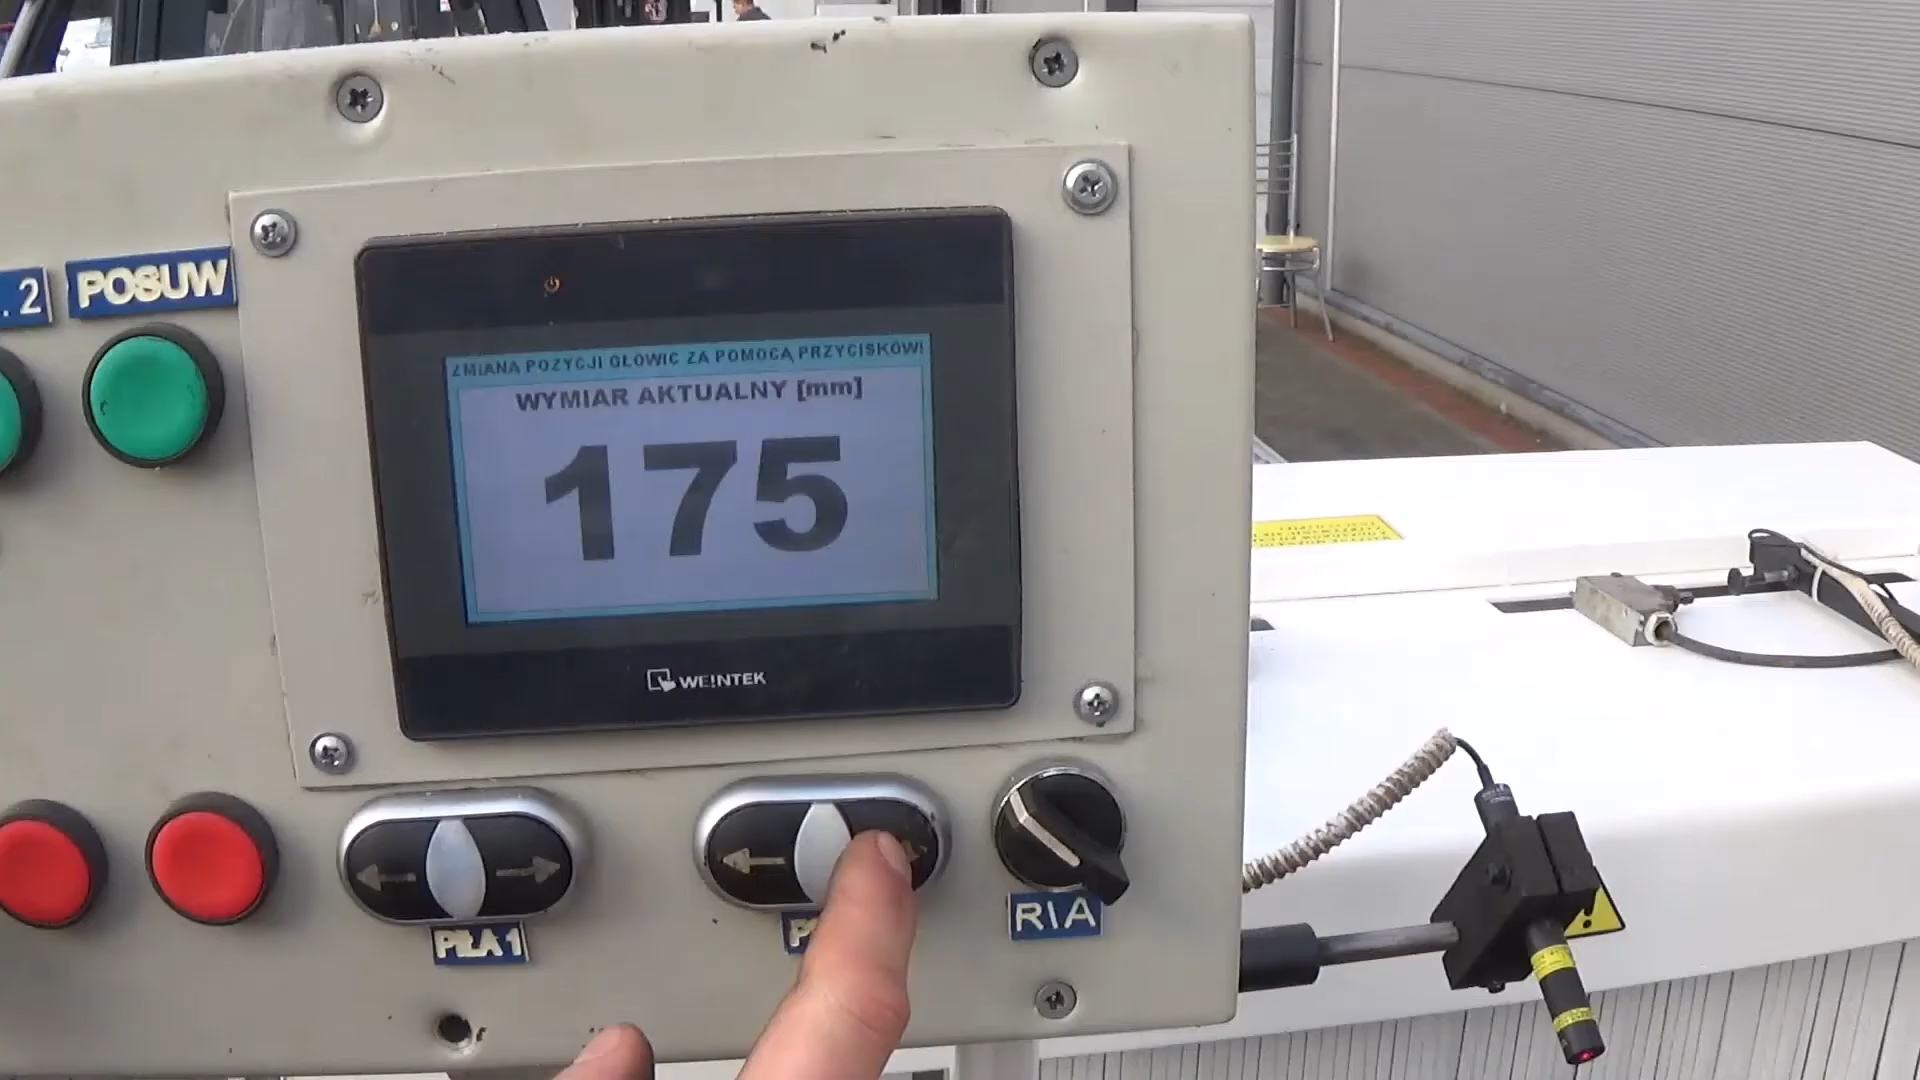 . 2
POSUW
ZMIANA POZYCJI GŁOWIC ZA POMOCĄ PRZYCISKÓW!
WYMIAR AKTUALNY [mm]
175
WEINTEK
PIŁA 1
RIA